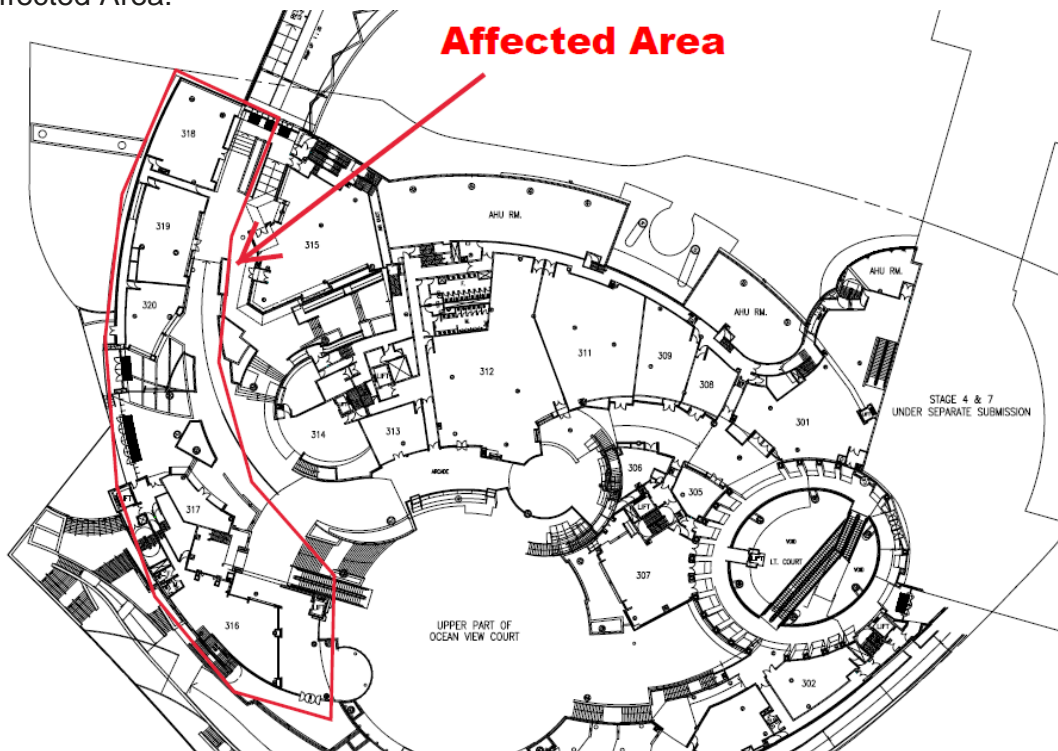 Affected Area.
Affected Area
318
319
315
AHU RM.
AHU RM.
320
AHU RM.
311
309
312
308
LIFT
STAGE 4 & 7
UNDER SEPARATE SUBMISSION
301
314
313
306
ARCADE
305
317
LIFT
LIFT
VOID
LT. COURT
VOID
LIFT
307
316
UPPER PART OF
OCEAN VIEW COURT
LIFT
302